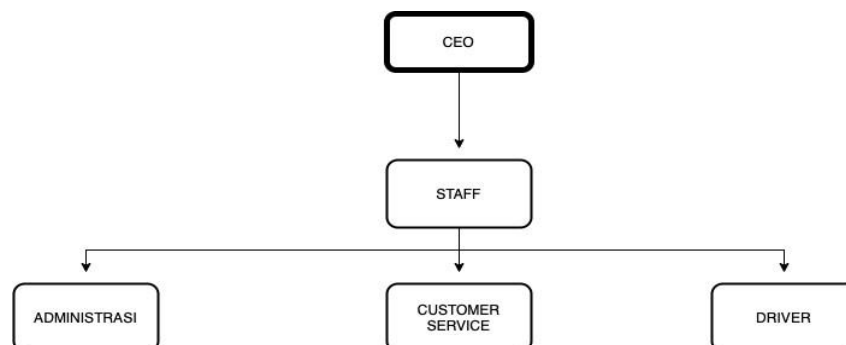 CEO
STAFF
ADMINISTRASI
CUSTOMER
SERVICE
DRIVER